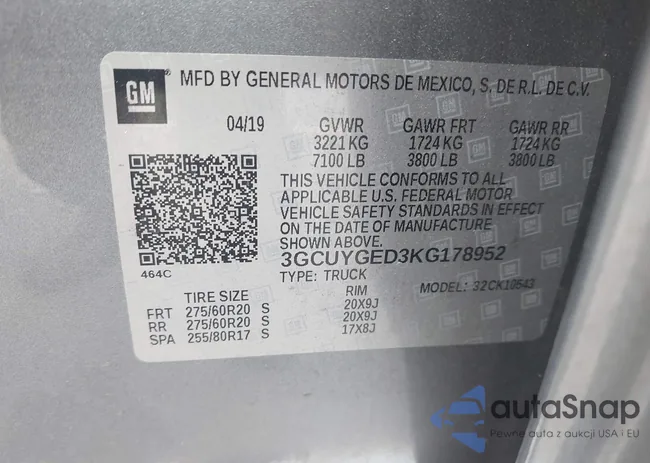 GM
MFD BY GENERAL MOTORS DE MEXICO, S. DE R.L. DE C.V.
04/19 GVWR GAWR FRT GAWR RR
3221 KG 1724 KG 1724 KG
7100 LB 3800 LB 3800 LB
THIS VEHICLE CONFORMS TO ALL
APPLICABLE U.S. FEDERAL MOTOR
VEHICLE SAFETY STANDARDS IN EFFECT
ON THE DATE OF MANUFACTURE
SHOWN ABOVE.
464C
3GCUYGED3KG178952
TYPE: TRUCK MODEL: 32CK10543
TIRE SIZE RIM
FRT 275/60R20 S 20X9J
RR 275/60R20 S 20X9J
SPA 255/80R17 S 17X8J
autaSnap
Pewne auta z aukcji USA i EU